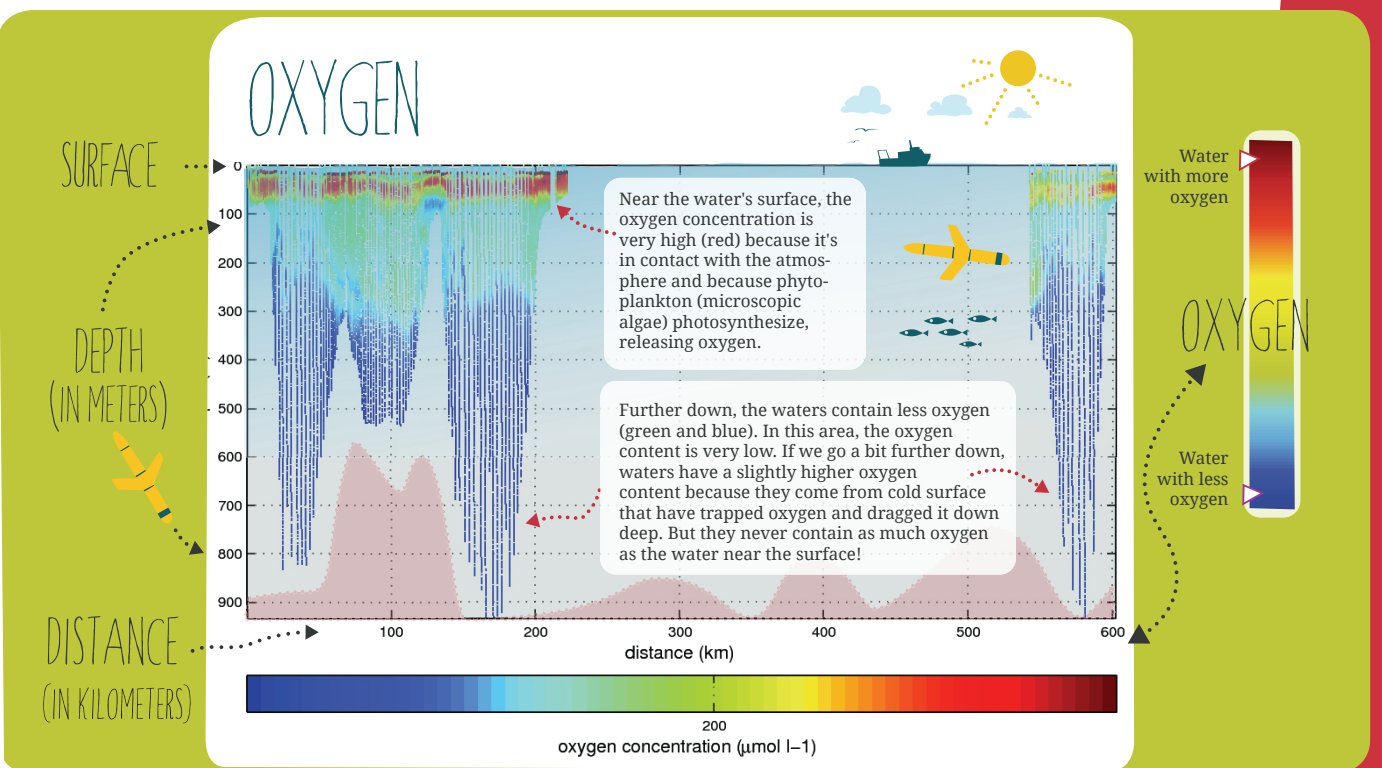 OXYGEN
SURFACE
DEPTH
(IN METERS)
DISTANCE
(IN KILOMETERS)
0
100
200
300
400
500
600
700
800
900
Near the water's surface, the
oxygen concentration is
very high (red) because it's
in contact with the atmos-
phere and because phyto-
plankton (microscopic
algae) photosynthesize,
releasing oxygen.
Further down, the waters contain less oxygen
(green and blue). In this area, the oxygen
content is very low. If we go a bit further down,
waters have a slightly higher oxygen
content because they come from cold surface
that have trapped oxygen and dragged it down
deep. But they never contain as much oxygen
as the water near the surface!
100 200 300 400 500 600
distance (km)
200
oxygen concentration (µmol l−1)
Water
with more
oxygen
OXYGEN
Water
with less
oxygen